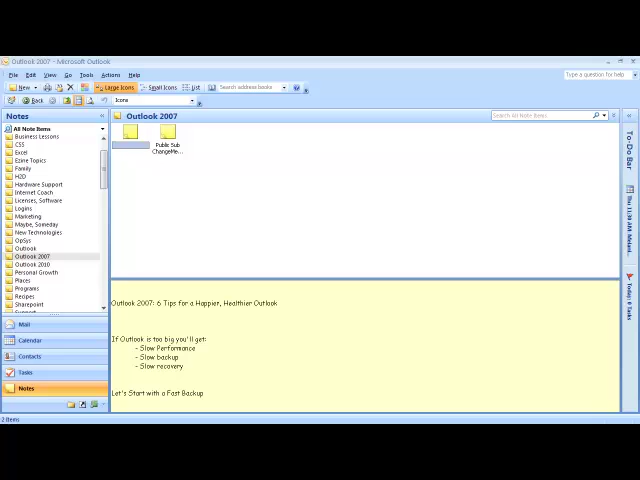 Outlook 2007 - Microsoft Outlook
File Edit View Go Tools Actions Help
Type a question for help
New Large Icons Small Icons List Search address books
Back Icons
Notes
Outlook 2007
Search All Note Items
All Note Items
Business Lessons
CSS
Excel
Ezine Topics
Family
H2O
Hardware Support
Internet Coach
Licenses, Software
Logins
Marketing
Maybe, Someday
New Technologies
OpSys
Outlook
Outlook 2007
Outlook 2010
Personal Growth
Places
Programs
Recipes
Sharepoint
Public Sub
ChangeMe...
To-Do Bar
Today: 0 Tasks
Outlook 2007: 6 Tips for a Happier, Healthier Outlook
If Outlook is too big you'll get:
- Slow Performance
- Slow backup
- Slow recovery
Let's Start with a Fast Backup
Mail
Calendar
Contacts
Tasks
Notes
2 Items